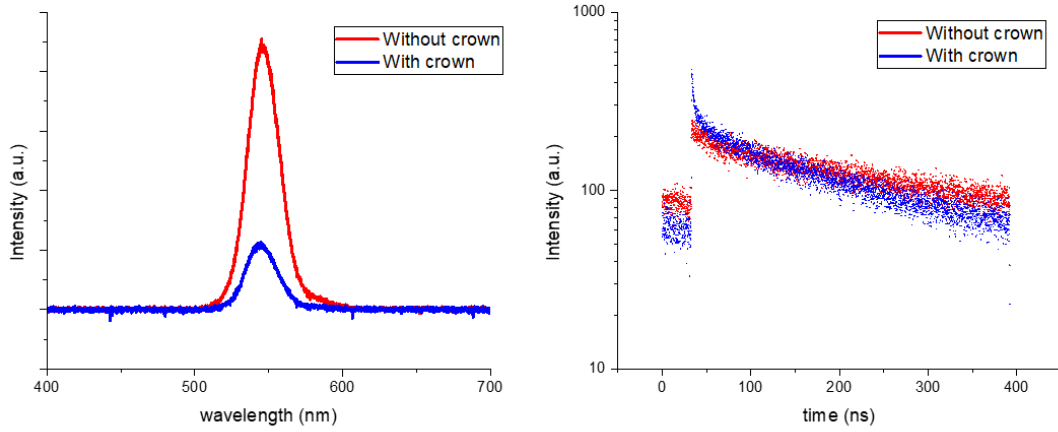 Without crown
With crown
Intensity (a.u.)
400
500
600
700
wavelength (nm)
1000
Without crown
With crown
100
Intensity (a.u.)
10
0
100
200
300
400
time (ns)